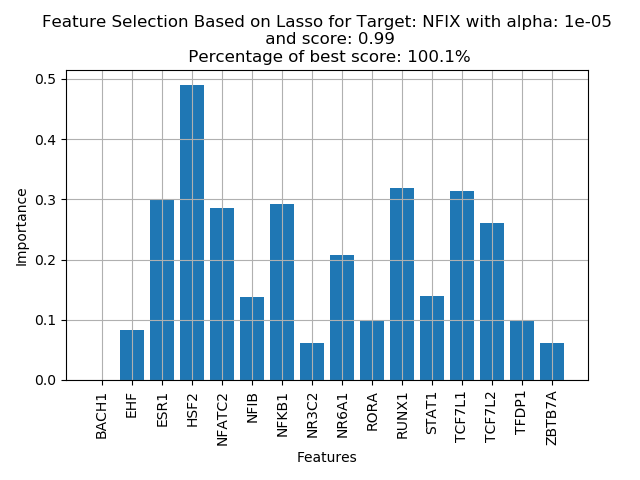 Feature Selection Based on Lasso for Target: NFIX with alpha: 1e-05
and score: 0.99
Percentage of best score: 100.1%
0.5
0.4
0.3
0.2
0.1
0.0
Importance
BACH1
EHF
ESR1
HSF2
NFATC2
NFIB
NFKB1
NR3C2
NR6A1
RORA
RUNX1
STAT1
TCF7L1
TCF7L2
TFDP1
ZBTB7A
Features